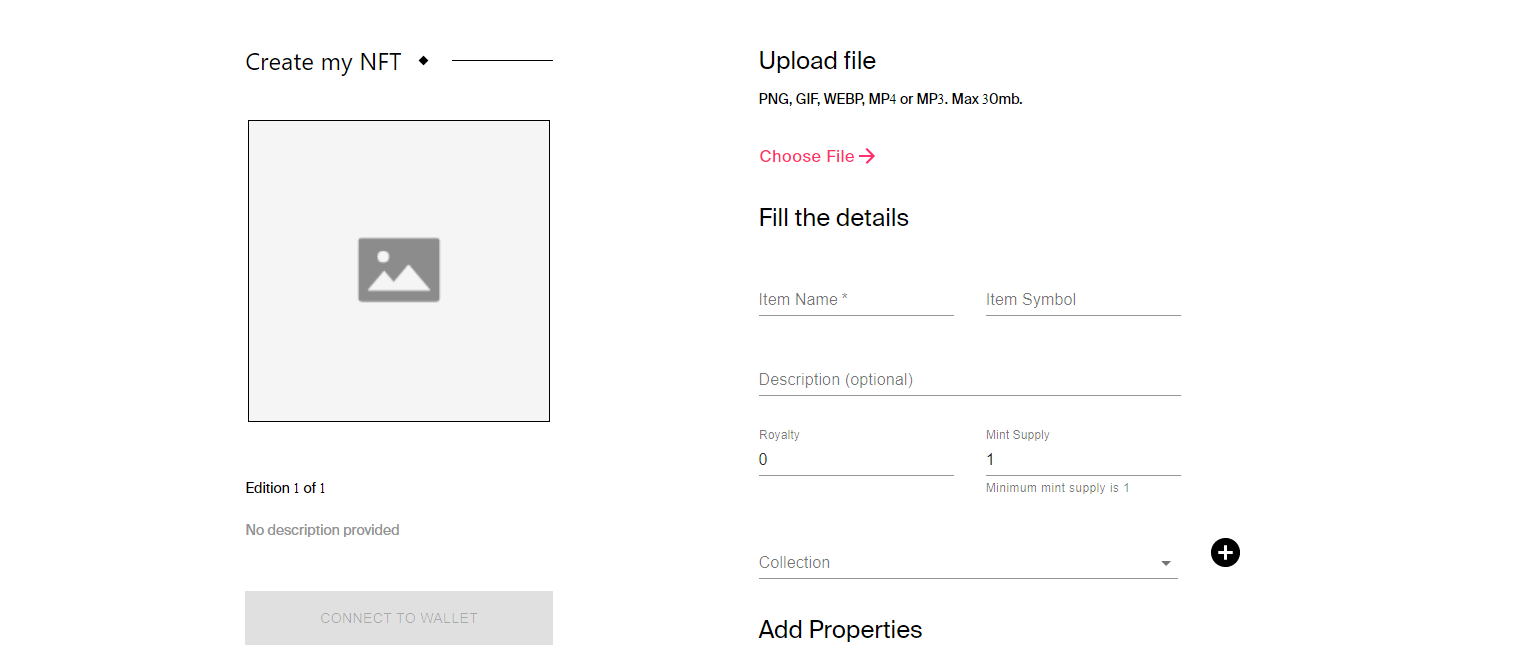 Create my NFT
Edition 1 of 1
No description provided
CONNECT TO WALLET
Upload file
PNG, GIF, WEBP, MP4 or MP3. Max 30mb.
Choose File
Fill the details
Item Name *
Item Symbol
Description (optional)
Royalty
0
Mint Supply
1
Minimum mint supply is 1
Collection
Add Properties